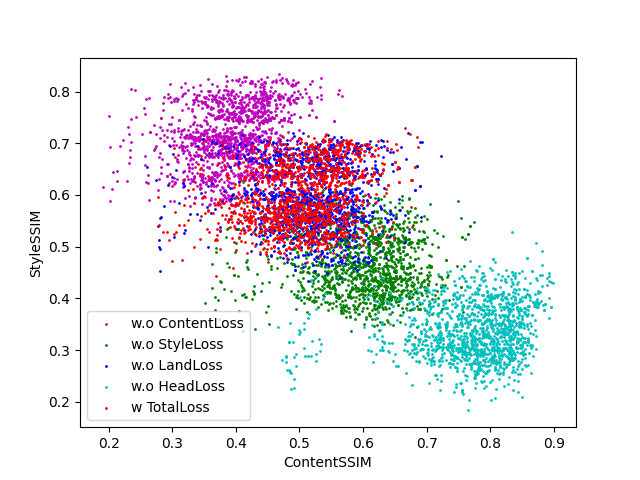 0.8
0.7
0.6
0.5
0.4
0.3
0.2
StyleSSIM
w.o ContentLoss
w.o StyleLoss
w.o LandLoss
w.o HeadLoss
w TotalLoss
0.2 0.3 0.4 0.5 0.6 0.7 0.8 0.9
ContentSSIM